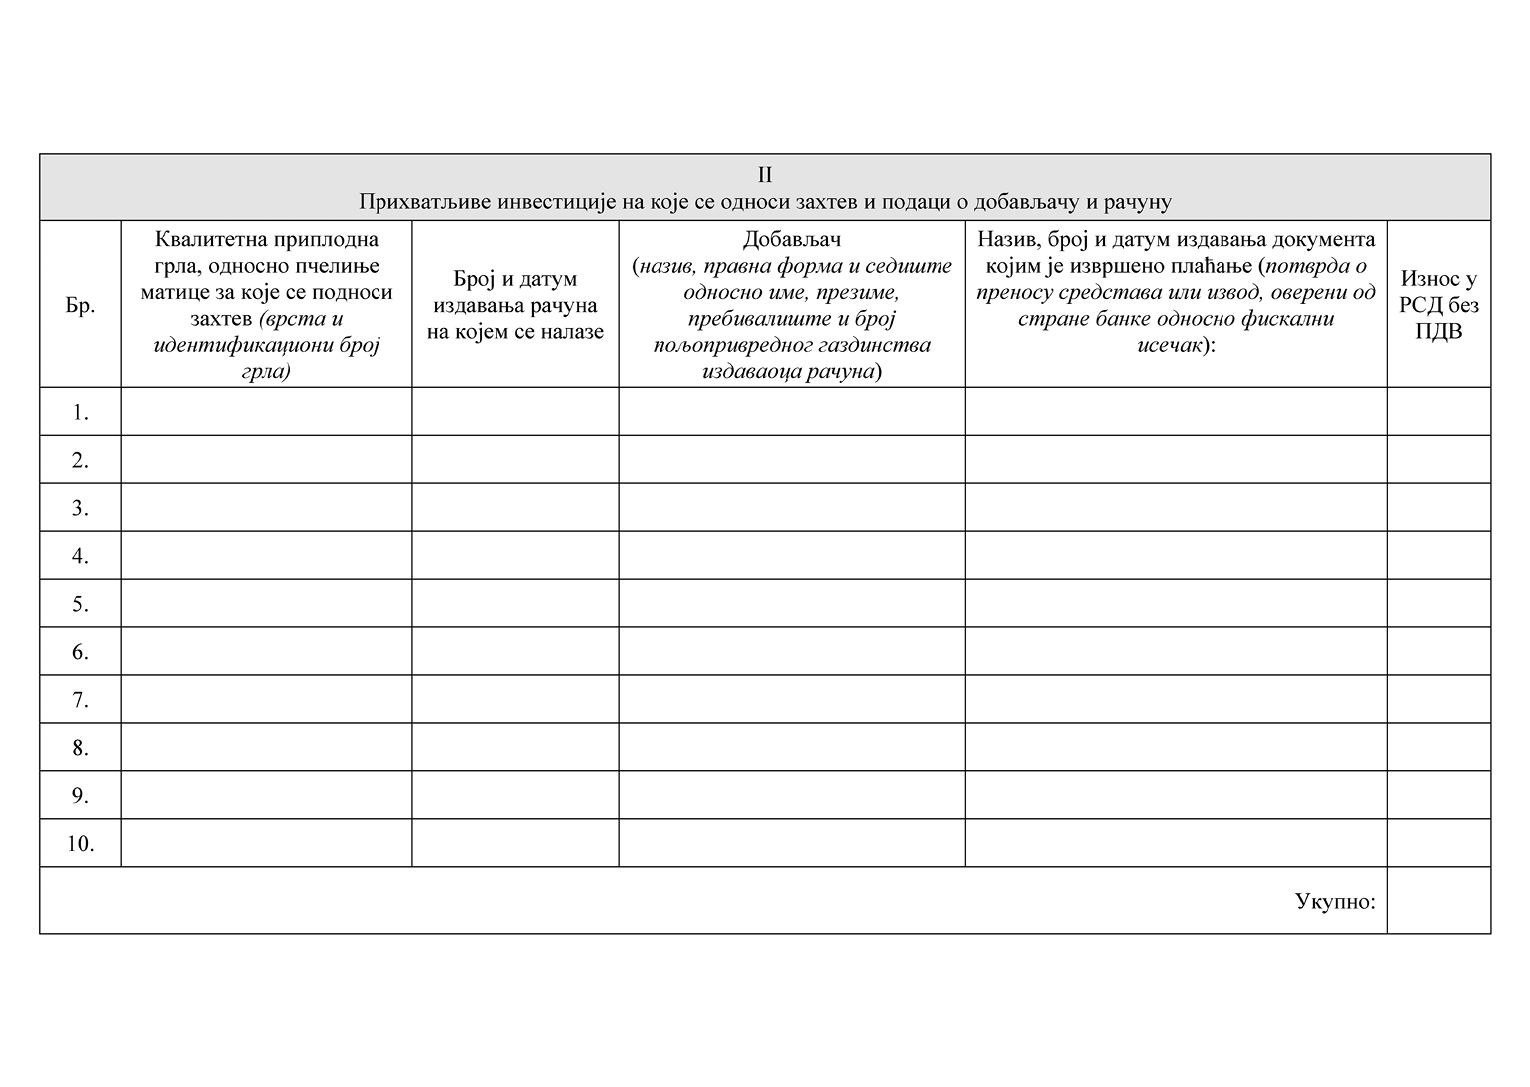 II
Прихватљиве инвестиције на које се односи захтев и подаци о добављачу и рачуну
Бр.
Квалитетна приплодна
грла, односно пчелиње
матице за које се подноси
захтев (врста и
идентификациони број
грла)
Број и датум
издавања рачуна
на којем се налазе
Добављач
(назив, правна форма и седиште
односно име, презиме,
пребивалиште и број
пољопривредног газдинства
издаваоца рачуна)
Назив, број и датум издавања документа
којим је извршено плаћање (потврда о
преносу средстава или извод, оверени од
стране банке односно фискални
исечак):
Износ у
РСД без
ПДВ
1.
2.
3.
4.
5.
6.
7.
8.
9.
10.
Укупно: